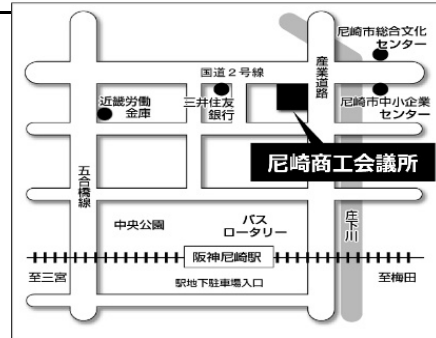 尼崎市総合文化
センター
国道2号線
産業道路
近畿労働
金庫
三井住友
銀行
尼崎市中小企業
センター
尼崎商工会議所
五合橋線
中央公園
バス
ロータリー
庄下川
阪神尼崎駅
至三宮
至梅田
駅地下駐車場入口